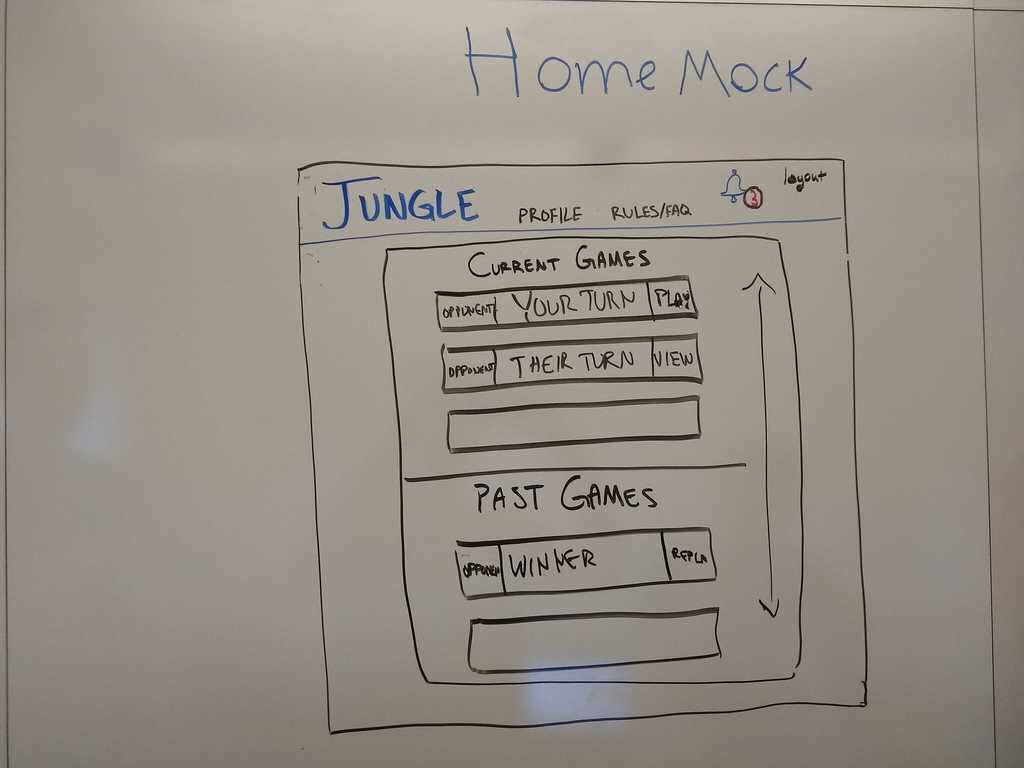 Home Mock
JUNGLE PROFILE RULES/FAQ 3 logout
CURRENT GAMES
OPPONENT YOUR TURN PLAY
OPPONENT THEIR TURN VIEW
PAST GAMES
OPPONEN WINNER REPLA